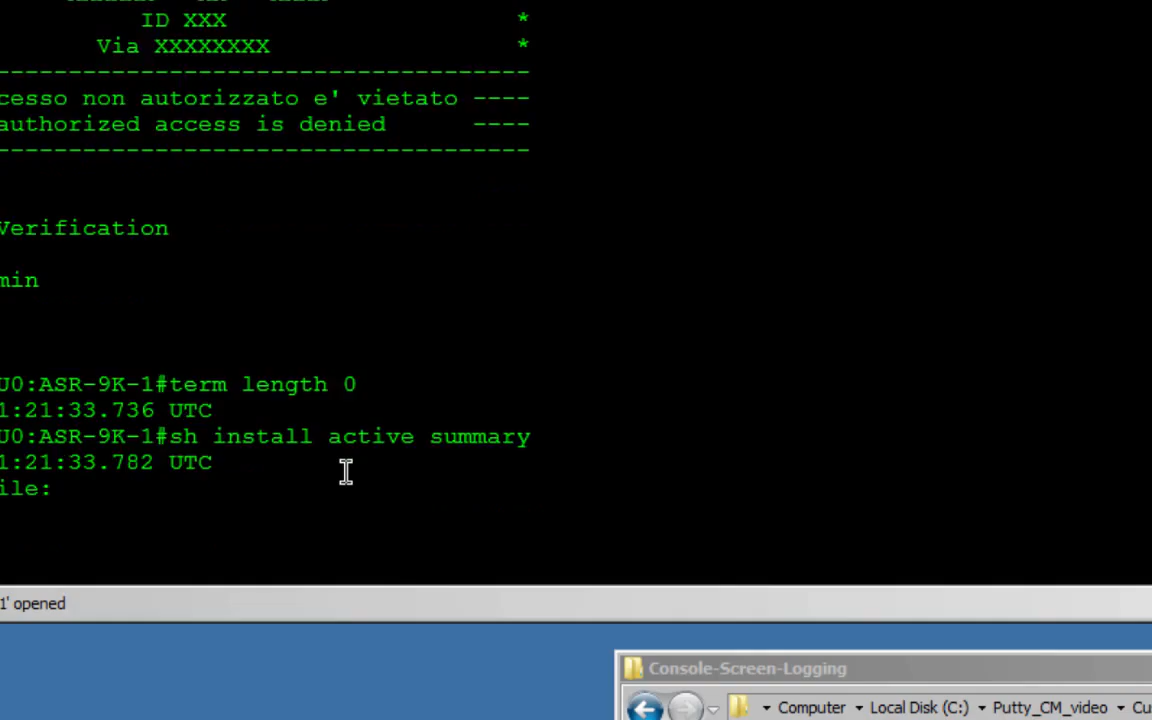 ID XXX *
Via XXXXXXXX *
------------------------------------
cesso non autorizzato e' vietato ----
authorized access is denied ----
------------------------------------
Verification
min
U0:ASR-9K-1#term length 0
1:21:33.736 UTC
U0:ASR-9K-1#sh install active summary
1:21:33.782 UTC
ile:
1' opened
Console-Screen-Logging
Computer Local Disk (C:) Putty_CM_video Cu